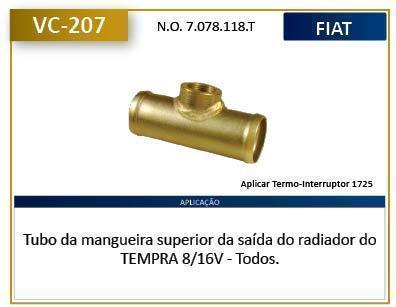 VC-207
N.O. 7.078.118.T
FIAT
Aplicar Termo-Interruptor 1725
APLICAÇÃO
Tubo da mangueira superior da saída do radiador do
TEMPRA 8/16V - Todos.